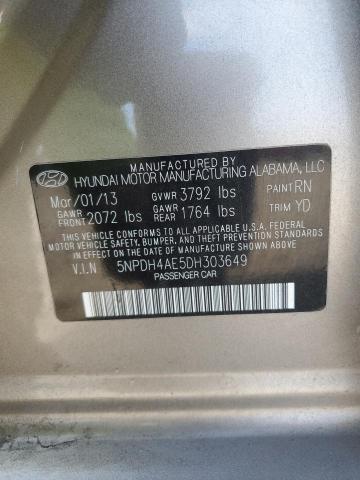 MANUFACTURED BY
HYUNDAI MOTOR MANUFACTURING ALABAMA, LLC
Mar/01/13 GVWR 3792 lbs PAINT RN
GAWR FRONT 2072 lbs GAWR REAR 1764 lbs TRIM YD
THIS VEHICLE CONFORMS TO ALL APPLICABLE U.S.A. FEDERAL
MOTOR VEHICLE SAFETY, BUMPER, AND THEFT PREVENTION
STANDARDS IN EFFECT ON THE DATE OF MANUFACTURE SHOWN ABOVE.
V.I.N 5NPDH4AE5DH303649
PASSENGER CAR